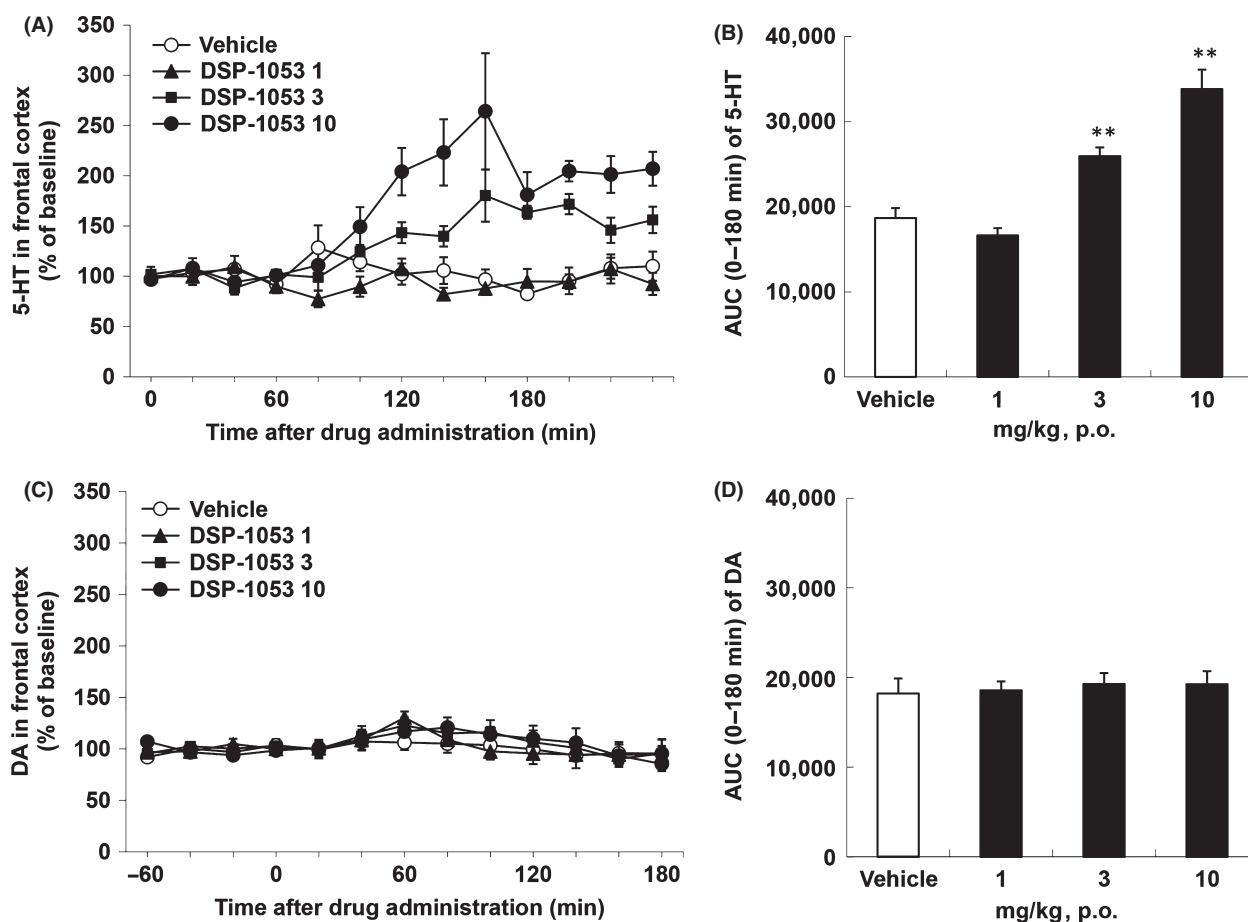 (A)
350
300
250
200
150
100
50
0
5-HT in frontal cortex
(% of baseline)
Vehicle
DSP-1053 1
DSP-1053 3
DSP-1053 10
0 60 120 180
Time after drug administration (min)
(B)
40,000
30,000
20,000
10,000
0
AUC (0–180 min) of 5-HT
**
**
Vehicle 1 3 10
mg/kg, p.o.
(C)
350
300
250
200
150
100
50
0
DA in frontal cortex
(% of baseline)
Vehicle
DSP-1053 1
DSP-1053 3
DSP-1053 10
–60 0 60 120 180
Time after drug administration (min)
(D)
40,000
30,000
20,000
10,000
0
AUC (0–180 min) of DA
Vehicle 1 3 10
mg/kg, p.o.